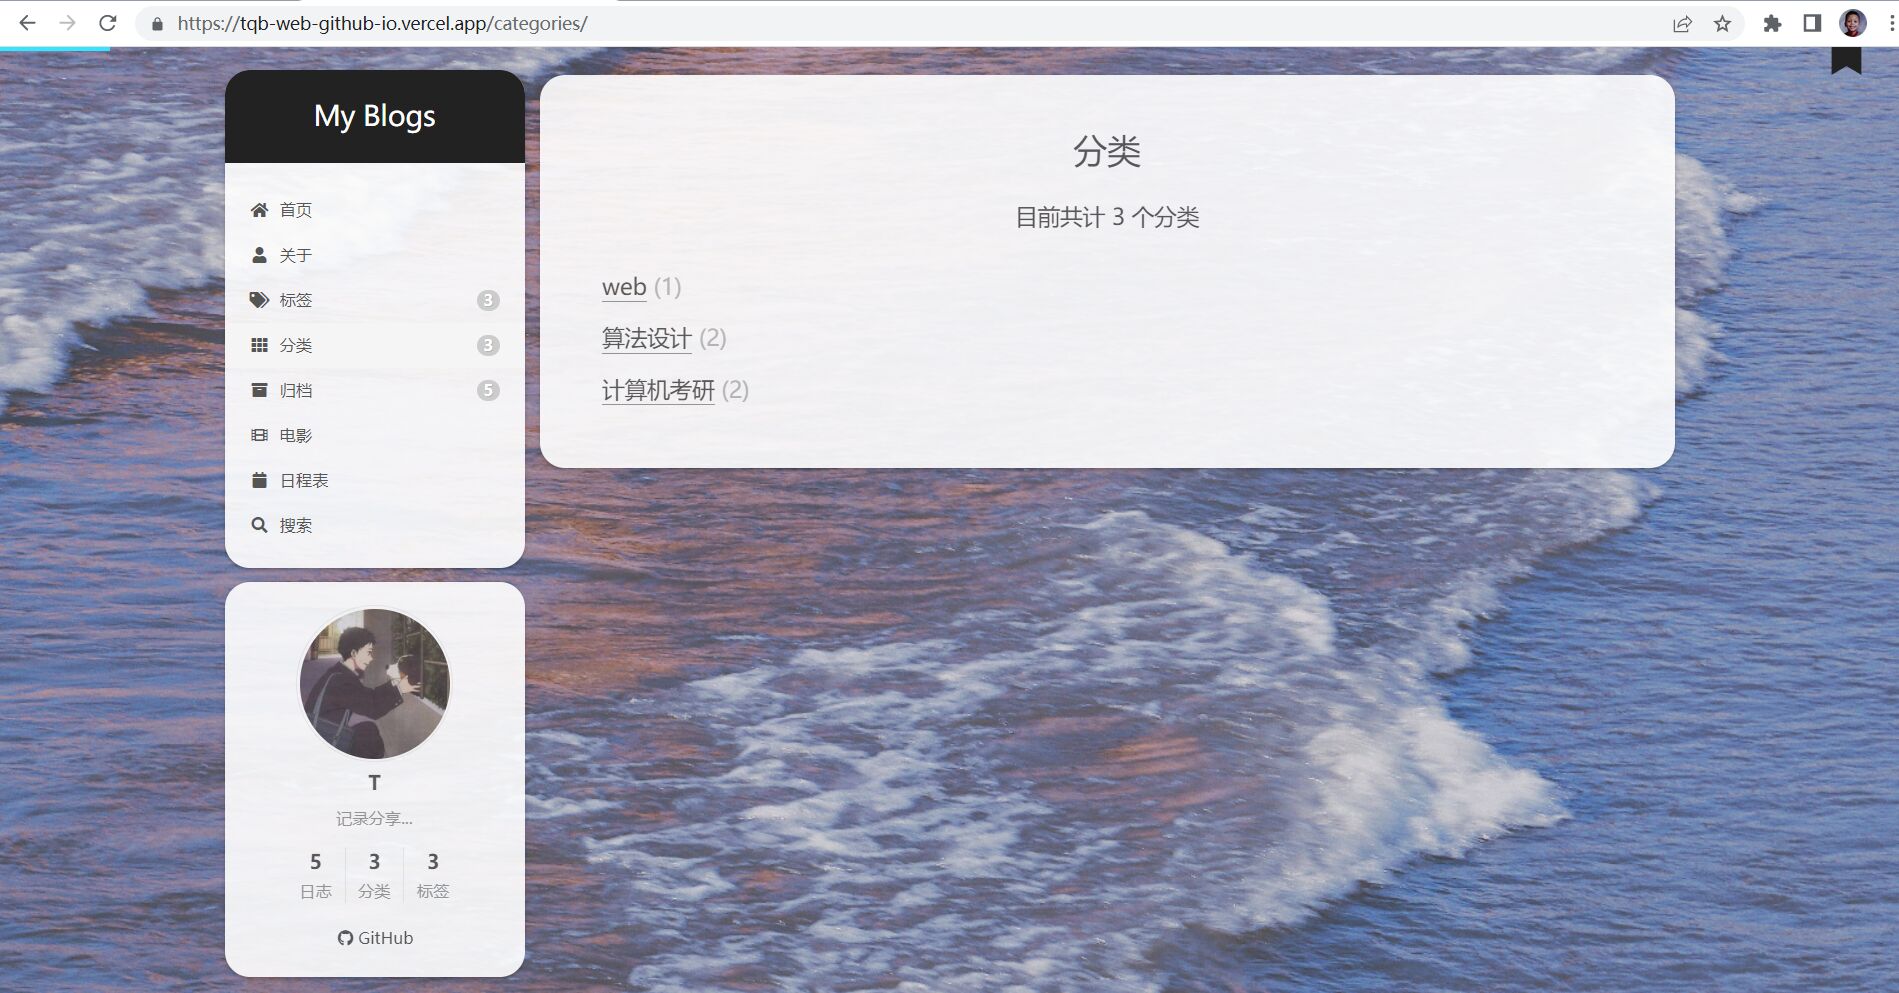 https://tqb-web-github-io.vercel.app/categories/
My Blogs
首页
关于
标签 3
分类 3
归档 5
电影
日程表
搜索
T
记录分享...
5 3 3
日志 分类 标签
GitHub
分类
目前共计 3 个分类
web (1)
算法设计 (2)
计算机考研 (2)